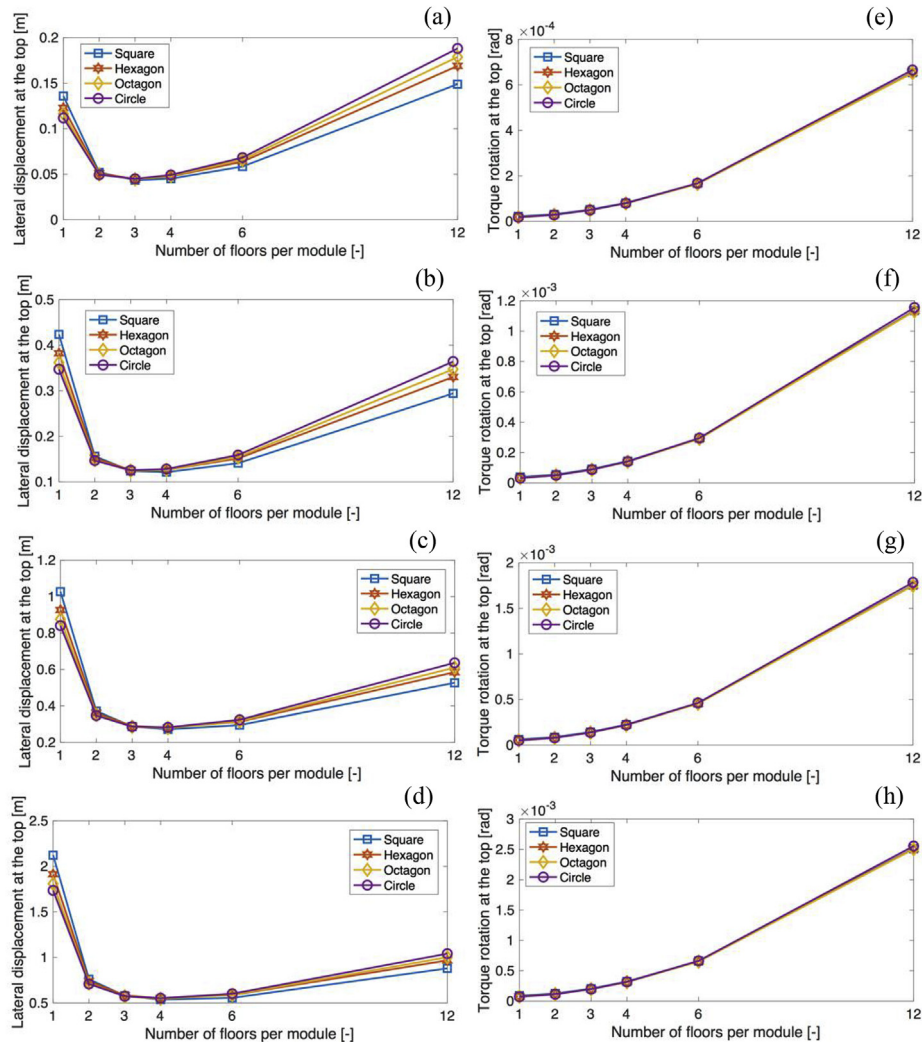 (a)
Lateral displacement at the top [m]
0.2
0.15
0.1
0.05
0
Square
Hexagon
Octagon
Circle
1 2 3 4 6 12
Number of floors per module [-]
(e)
Torque rotation at the top [rad]
×10⁻⁴
8
6
4
2
0
Square
Hexagon
Octagon
Circle
1 2 3 4 6 12
Number of floors per module [-]
(b)
Lateral displacement at the top [m]
0.5
0.4
0.3
0.2
0.1
Square
Hexagon
Octagon
Circle
1 2 3 4 6 12
Number of floors per module [-]
(f)
Torque rotation at the top [rad]
×10⁻³
1.2
1
0.8
0.6
0.4
0.2
0
Square
Hexagon
Octagon
Circle
1 2 3 4 6 12
Number of floors per module [-]
(c)
Lateral displacement at the top [m]
1.2
1
0.8
0.6
0.4
0.2
Square
Hexagon
Octagon
Circle
1 2 3 4 6 12
Number of floors per module [-]
(g)
Torque rotation at the top [rad]
×10⁻³
2
1.5
1
0.5
0
Square
Hexagon
Octagon
Circle
1 2 3 4 6 12
Number of floors per module [-]
(d)
Lateral displacement at the top [m]
2.5
2
1.5
1
0.5
Square
Hexagon
Octagon
Circle
1 2 3 4 6 12
Number of floors per module [-]
(h)
Torque rotation at the top [rad]
×10⁻³
3
2.5
2
1.5
1
0.5
0
Square
Hexagon
Octagon
Circle
1 2 3 4 6 12
Number of floors per module [-]